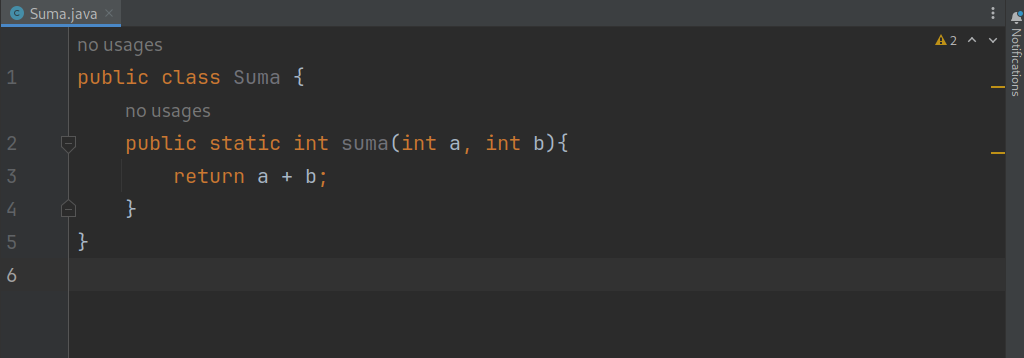 Suma.java
2
no usages
1 public class Suma {
no usages
2 public static int suma(int a, int b){
3 return a + b;
4 }
5 }
6
Notifications